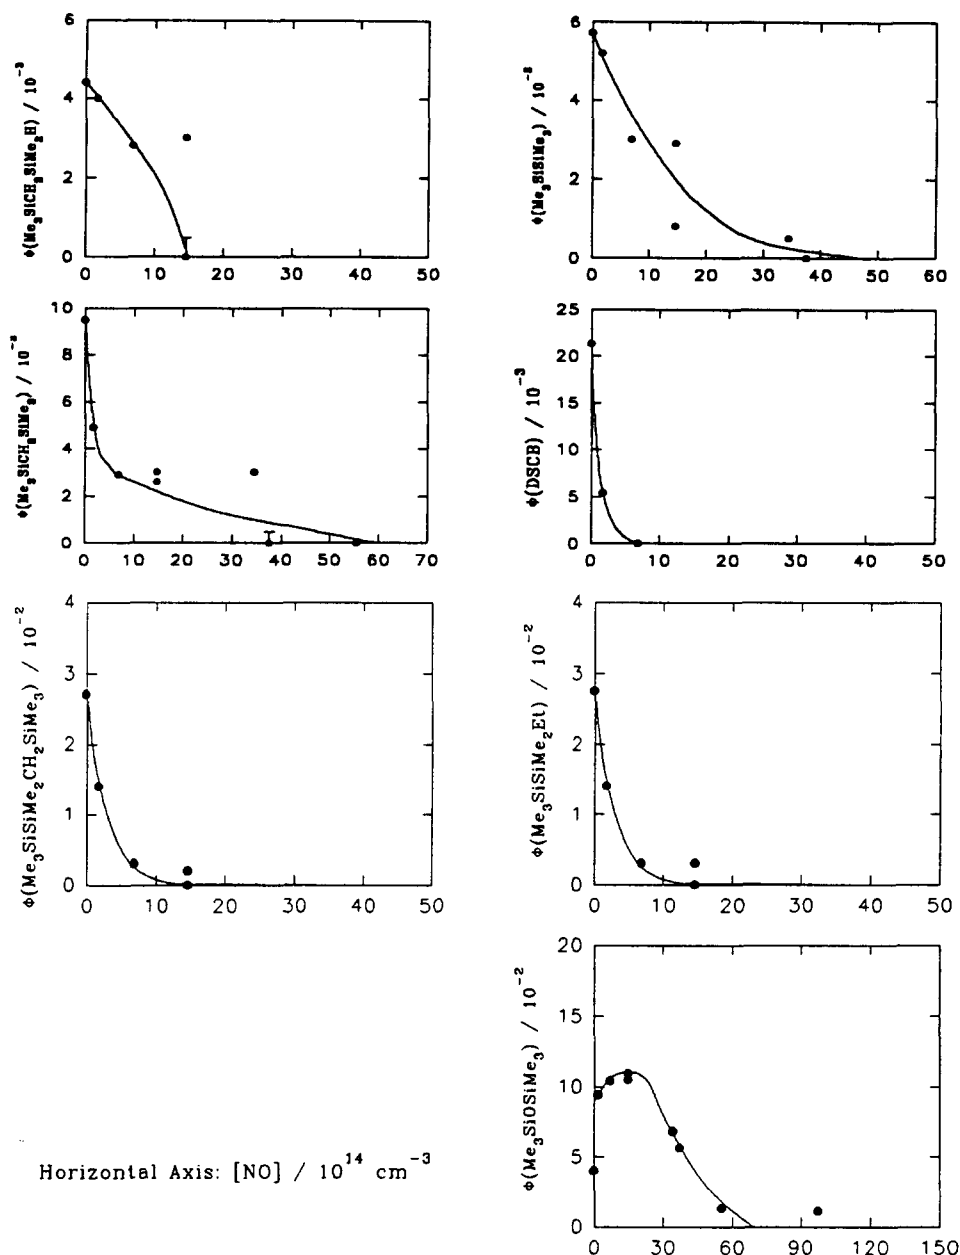 Φ(Me₃SiCH₂SiMe₂H) / 10⁻³
6
4
2
0
0 10 20 30 40 50
Φ(Me₃SiSiMe₃) / 10⁻²
6
4
2
0
0 10 20 30 40 50 60
Φ(Me₃SiCH₂SiMe₃) / 10⁻³
10
8
6
4
2
0
0 10 20 30 40 50 60 70
Φ(DSCB) / 10⁻³
25
20
15
10
5
0
0 10 20 30 40 50
Φ(Me₃SiSiMe₂CH₂SiMe₃) / 10⁻²
4
3
2
1
0
0 10 20 30 40 50
Φ(Me₃SiSiMe₂Et) / 10⁻²
4
3
2
1
0
0 10 20 30 40 50
Φ(Me₃SiOSiMe₃) / 10⁻²
20
15
10
5
0
0 30 60 90 120 150
Horizontal Axis: [NO] / 10¹⁴ cm⁻³